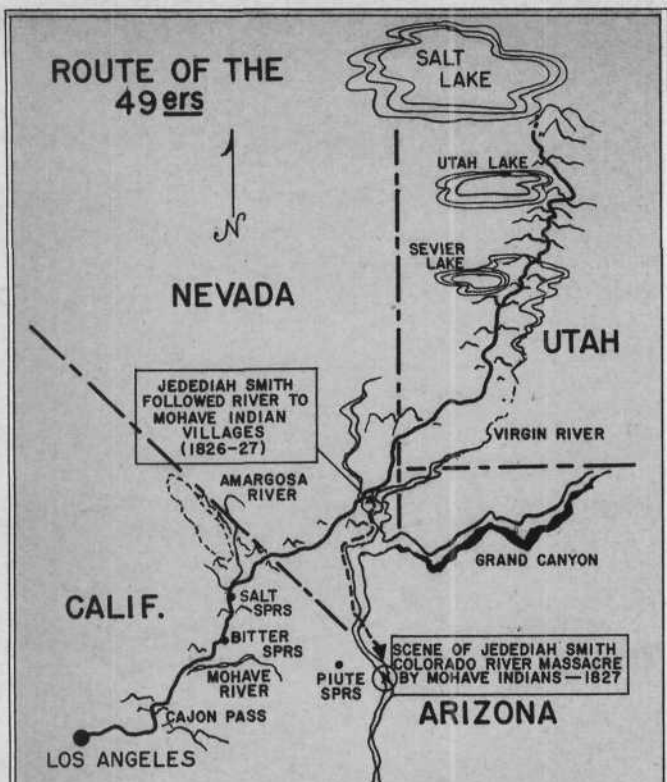 ROUTE OF THE
49ers
SALT
LAKE
N
UTAH LAKE
SEVIER
LAKE
NEVADA
UTAH
JEDEDIAH SMITH
FOLLOWED RIVER TO
MOHAVE INDIAN
VILLAGES
(1826-27)
VIRGIN RIVER
AMARGOSA
RIVER
GRAND CANYON
CALIF.
SALT
SPRS
BITTER
SPRS
MOHAVE
RIVER
PIUTE
SPRS
SCENE OF JEDEDIAH SMITH
COLORADO RIVER MASSACRE
BY MOHAVE INDIANS—1827
CAJON PASS
ARIZONA
LOS ANGELES